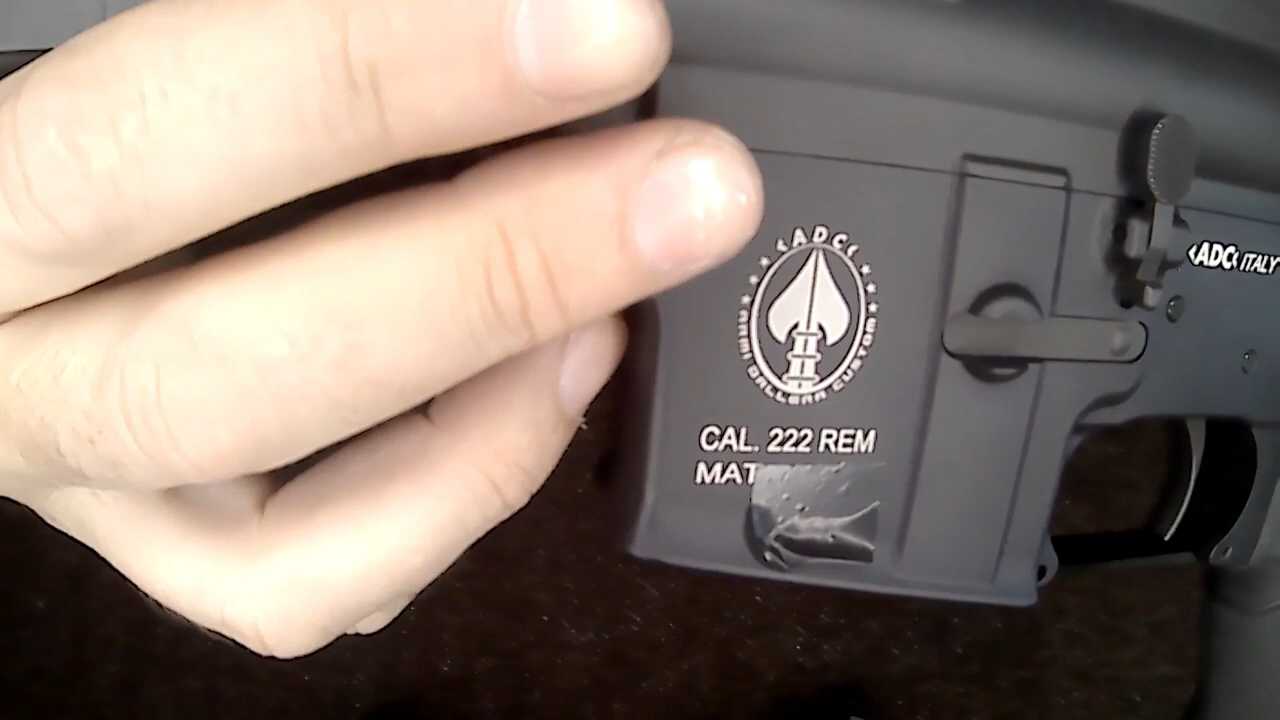 ADC
ARMI DALLERA CUSTOM
CAL. 222 REM
MAT
ADC ITALY